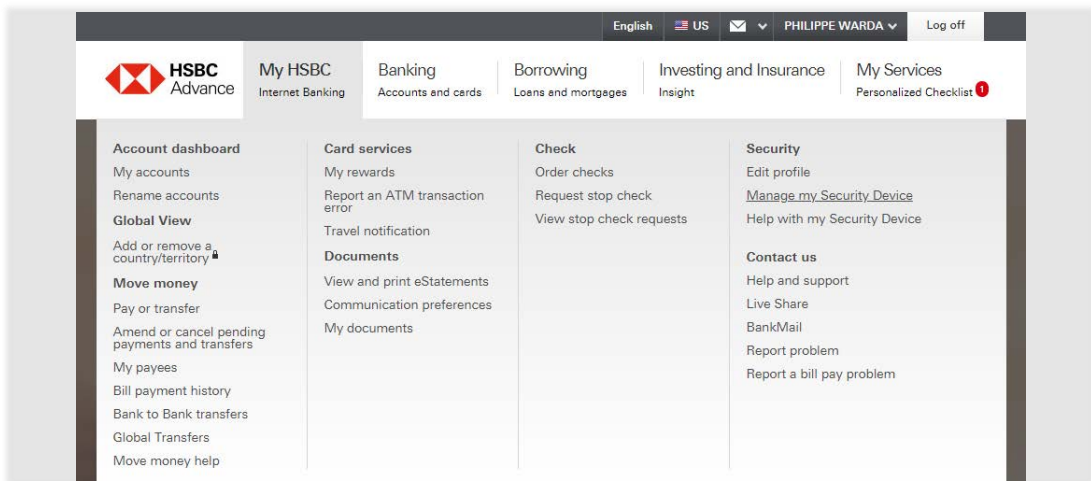 English US PHILIPPE WARDA Log off
HSBC
Advance
My HSBC
Internet Banking
Banking
Accounts and cards
Borrowing
Loans and mortgages
Investing and Insurance
Insight
My Services
Personalized Checklist 1
Account dashboard
My accounts
Rename accounts
Global View
Add or remove a
country/territory
Move money
Pay or transfer
Amend or cancel pending
payments and transfers
My payees
Bill payment history
Bank to Bank transfers
Global Transfers
Move money help
Card services
My rewards
Report an ATM transaction
error
Travel notification
Documents
View and print eStatements
Communication preferences
My documents
Check
Order checks
Request stop check
View stop check requests
Security
Edit profile
Manage my Security Device
Help with my Security Device
Contact us
Help and support
Live Share
BankMail
Report problem
Report a bill pay problem